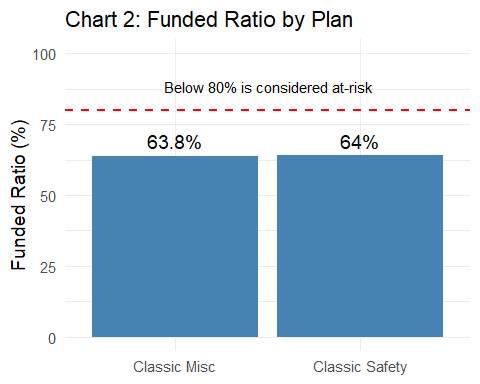 Chart 2: Funded Ratio by Plan
Funded Ratio (%)
100
75
50
25
0
Below 80% is considered at-risk
63.8%
64%
Classic Misc
Classic Safety